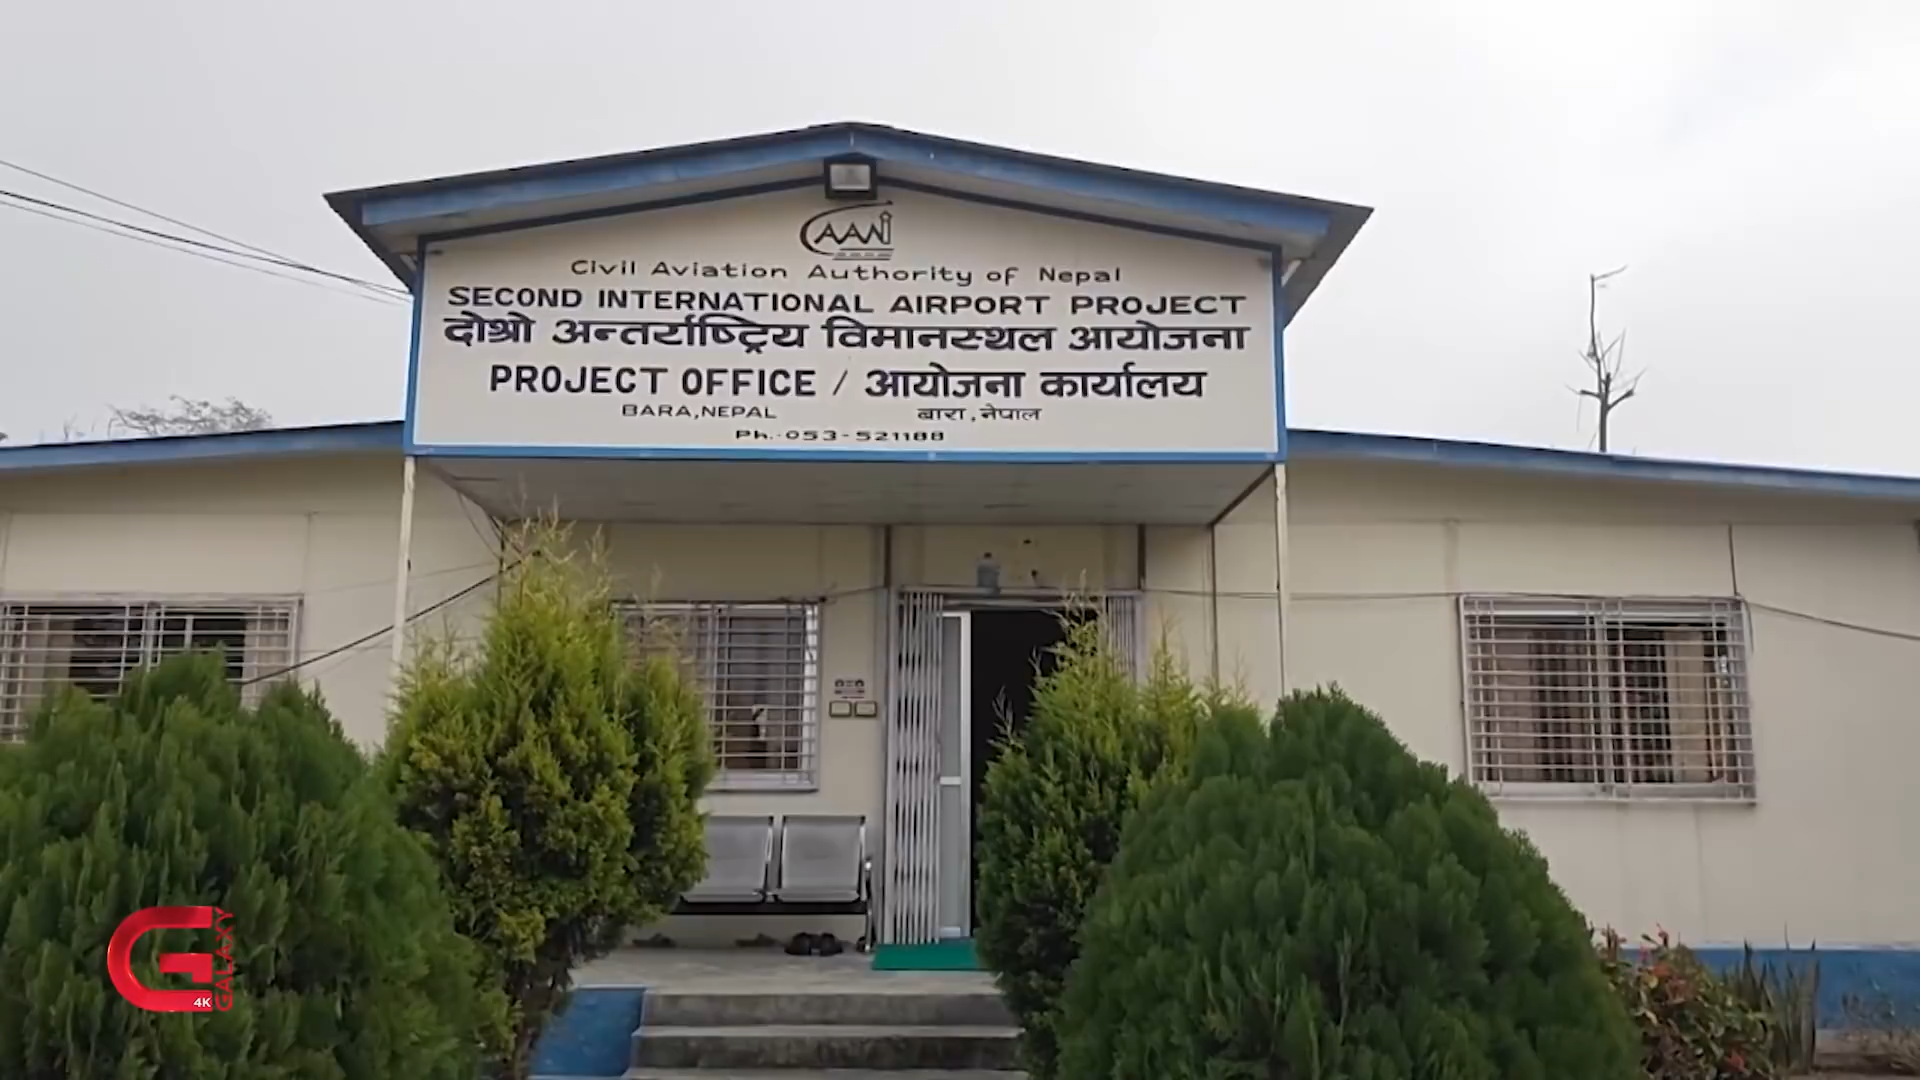 CAAN
Civil Aviation Authority of Nepal
SECOND INTERNATIONAL AIRPORT PROJECT
दोश्रो अन्तर्राष्ट्रिय विमानस्थल आयोजना
PROJECT OFFICE / आयोजना कार्यालय
BARA,NEPAL बारा,नेपाल
Ph.-053-521188
G GALAXY
4K